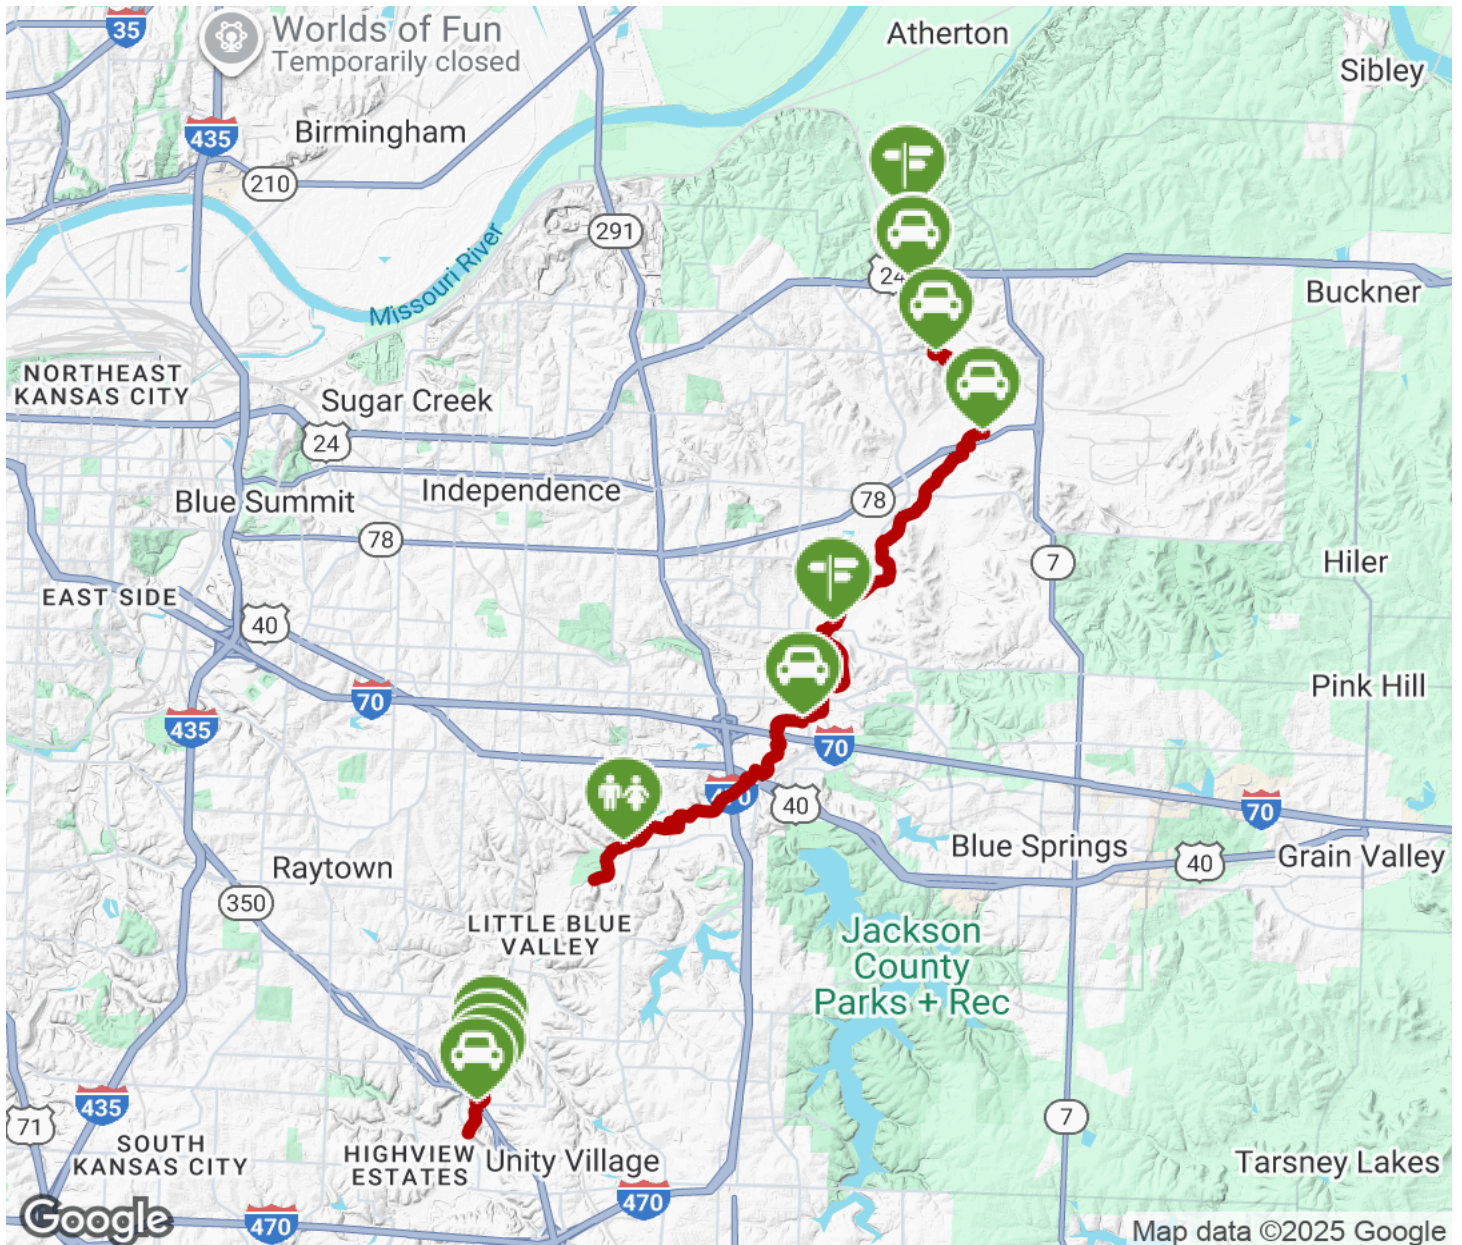 35
Worlds of Fun
Temporarily closed
Atherton
Sibley
435
Birmingham
210
291
Missouri River
24
Buckner
NORTHEAST
KANSAS CITY
Sugar Creek
24
Independence
78
Blue Summit
78
7
Hiler
EAST SIDE
40
70
Pink Hill
435
70
40
70
Blue Springs
40
Grain Valley
Raytown
350
LITTLE BLUE
VALLEY
Jackson
County
Parks + Rec
435
71
7
SOUTH
KANSAS CITY
HIGHVIEW
ESTATES
Unity Village
Tarsney Lakes
470
470
Google
Map data ©2025 Google